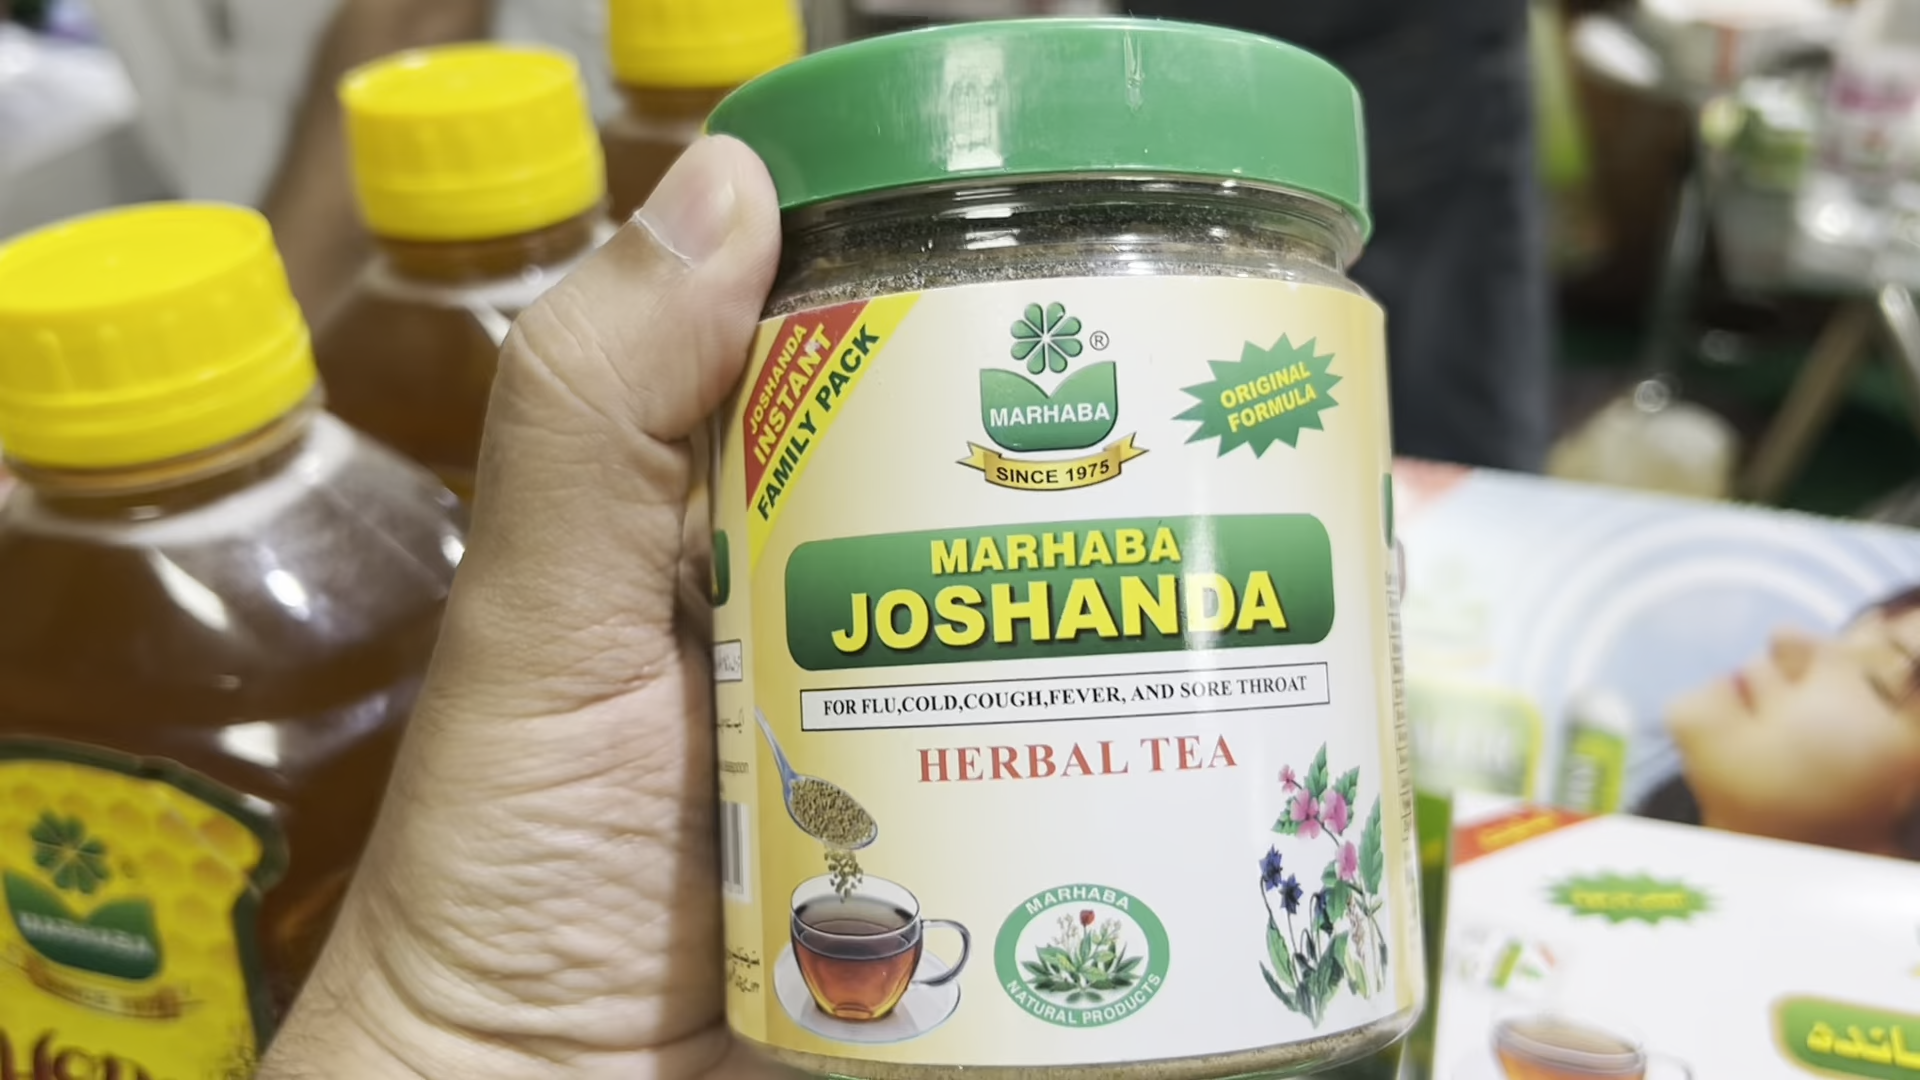 JOSHANDA
INSTANT
FAMILY PACK
®
MARHABA
SINCE 1975
ORIGINAL
FORMULA
MARHABA
JOSHANDA
FOR FLU,COLD,COUGH,FEVER, AND SORE THROAT
HERBAL TEA
MARHABA
NATURAL PRODUCTS
MARHABA